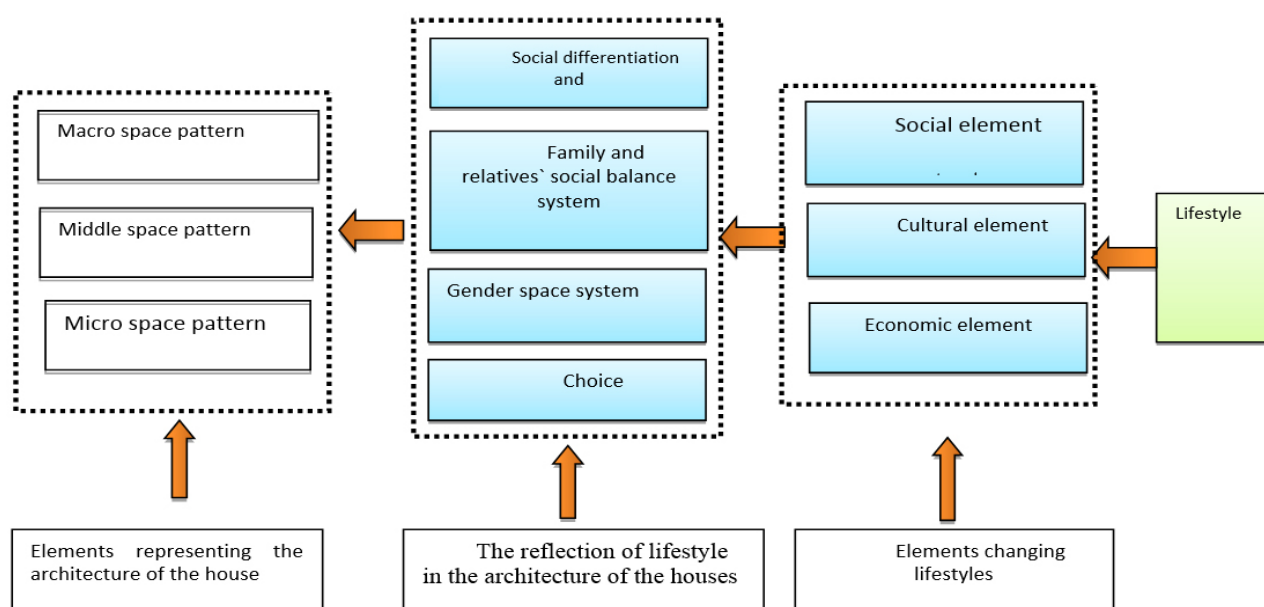 Macro space pattern
Middle space pattern
Micro space pattern
Social differentiation
and
Family and
relatives` social balance
system
Gender space system
Choice
Social element
Cultural element
Economic element
Lifestyle
Elements representing the
architecture of the house
The reflection of lifestyle
in the architecture of the houses
Elements changing
lifestyles